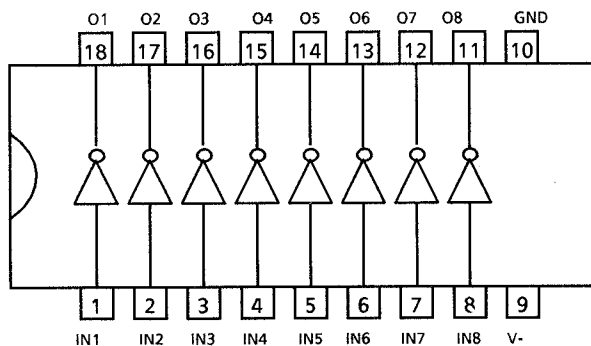 O1 O2 O3 O4 O5 O6 O7 O8 GND
18 17 16 15 14 13 12 11 10
1 2 3 4 5 6 7 8 9
IN1 IN2 IN3 IN4 IN5 IN6 IN7 IN8 V-